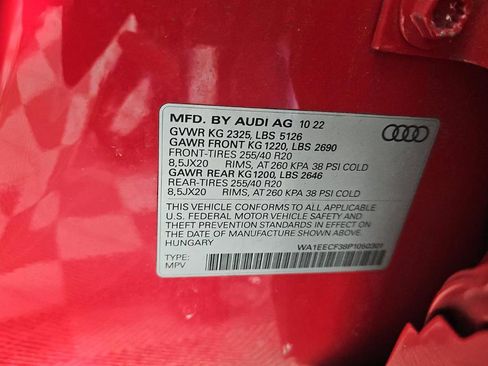 MFD. BY AUDI AG 10 22
GVWR KG 2325, LBS 5126
GAWR FRONT KG 1220, LBS 2690
FRONT-TIRES 255/40 R20
8,5JX20 RIMS, AT 260 KPA 38 PSI COLD
GAWR REAR KG1200, LBS 2646
REAR-TIRES 255/40 R20
8,5JX20 RIMS, AT 260 KPA 38 PSI COLD
THIS VEHICLE CONFORMS TO ALL APPLICABLE
U.S. FEDERAL MOTOR VEHICLE SAFETY AND
THEFT PREVENTION STANDARDS IN EFFECT ON
THE DATE OF MANUFACTURE SHOWN ABOVE
HUNGARY
WA1EECF38P1060301
TYPE:
MPV